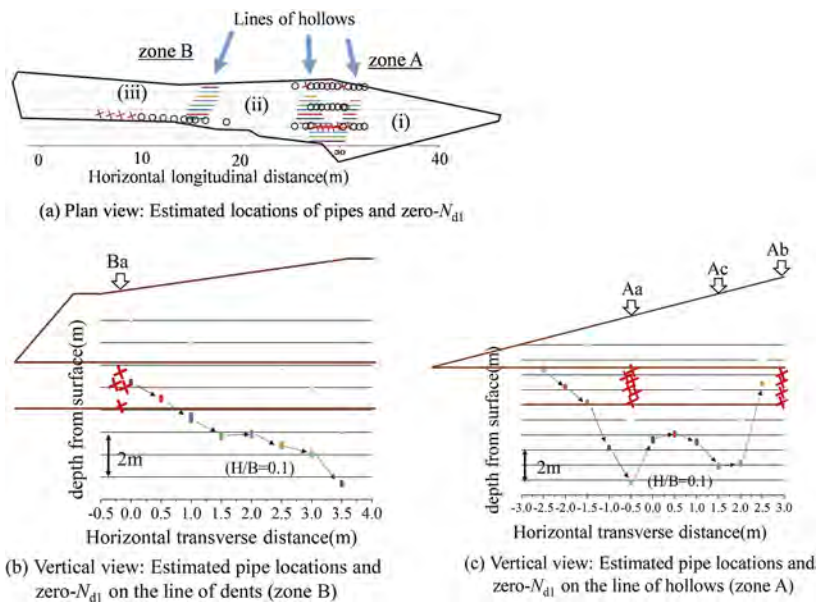 Lines of hollows
zone B
zone A
(iii)
(ii)
(i)
0 10 20 30 40
Horizontal longitudinal distance(m)
(a) Plan view: Estimated locations of pipes and zero-N_d1
Ba
depth from surface(m)
2m
(H/B=0.1)
-0.5 0.0 0.5 1.0 1.5 2.0 2.5 3.0 3.5 4.0
Horizontal transverse distance(m)
(b) Vertical view: Estimated pipe locations and
zero-N_d1 on the line of dents (zone B)
Ab
Ac
Aa
depth from surface(m)
2m
(H/B=0.1)
-3.0 -2.5 -2.0 -1.5 -1.0 -0.5 0.0 0.5 1.0 1.5 2.0 2.5 3.0
Horizontal transverse distance(m)
(c) Vertical view: Estimated pipe locations and
zero-N_d1 on the line of hollows (zone A)